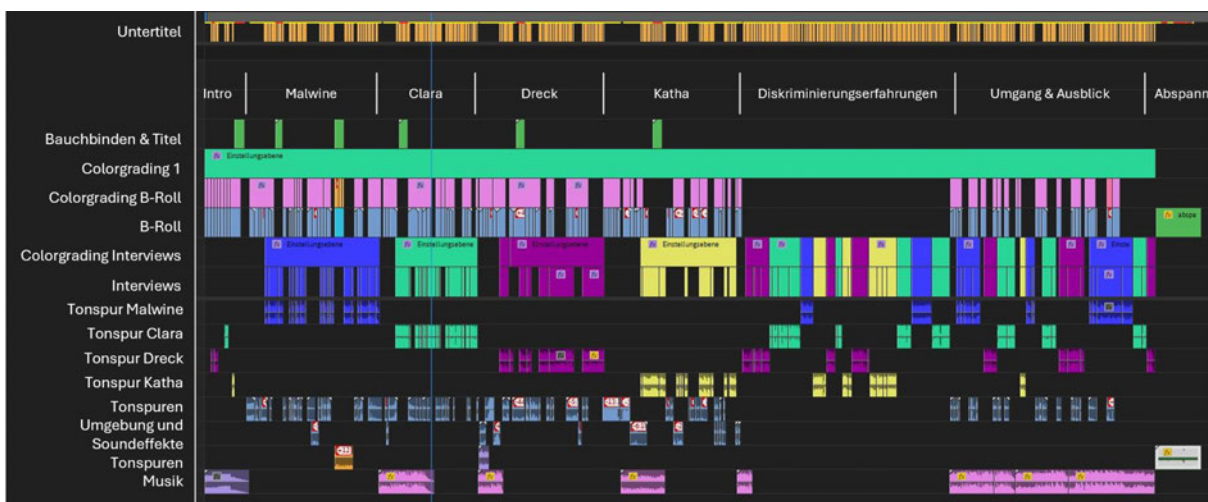 Untertitel
Intro
Malwine
Clara
Dreck
Katha
Diskriminierungserfahrungen
Umgang & Ausblick
Abspann
Bauchbinden & Titel
Colorgrading 1
Einstellungsebene
Colorgrading B-Roll
B-Roll
Colorgrading Interviews
Einstellungsebene
Einstellungsebene
Einstellungsebene
Einstellungsebene
Einste
Interviews
Tonspur Malwine
Tonspur Clara
Tonspur Dreck
Tonspur Katha
Tonspuren
Umgebung und
Soundeffekte
Tonspuren
Musik